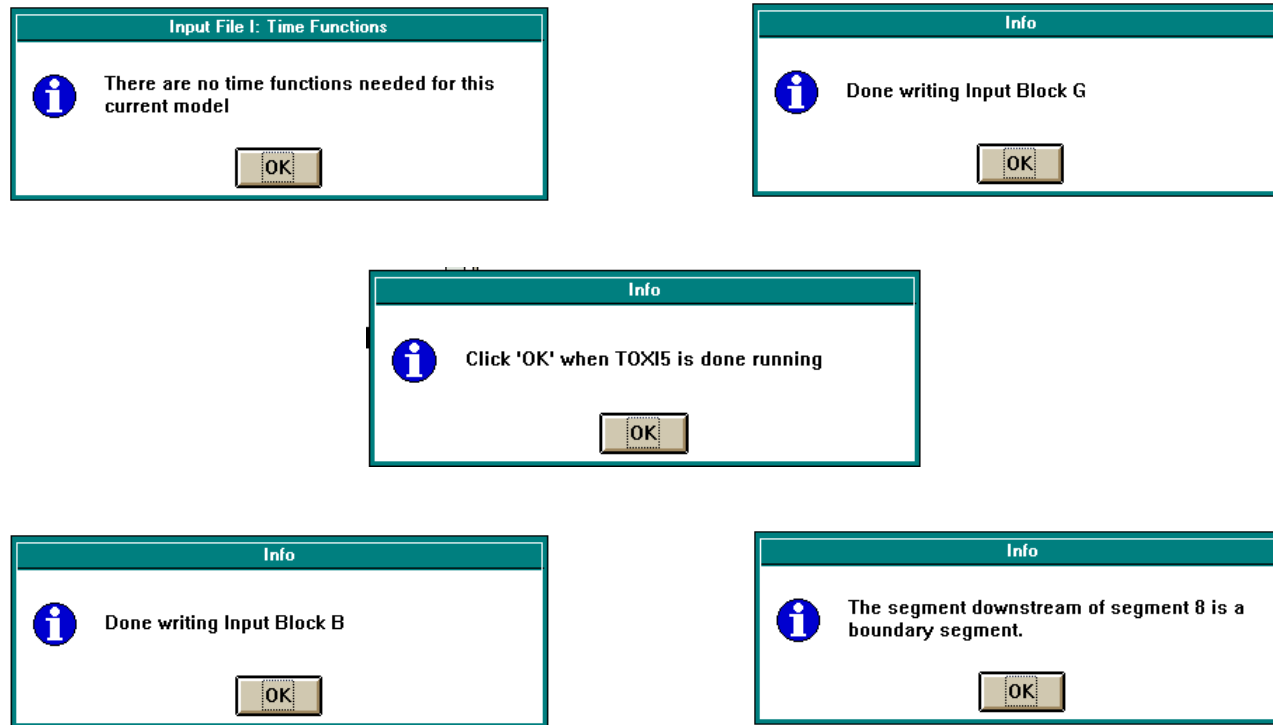 Input File I: Time Functions
There are no time functions needed for this
current model
OK
Info
Done writing Input Block G
OK
Info
Click 'OK' when TOXI5 is done running
OK
Info
Done writing Input Block B
OK
Info
The segment downstream of segment 8 is a
boundary segment.
OK